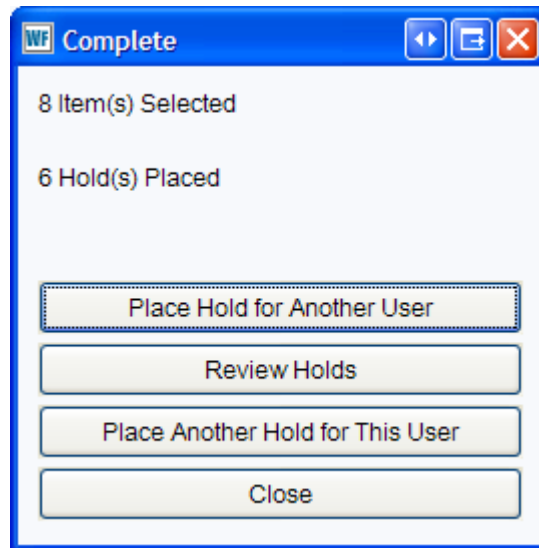 WF Complete
8 Item(s) Selected
6 Hold(s) Placed
Place Hold for Another User
Review Holds
Place Another Hold for This User
Close